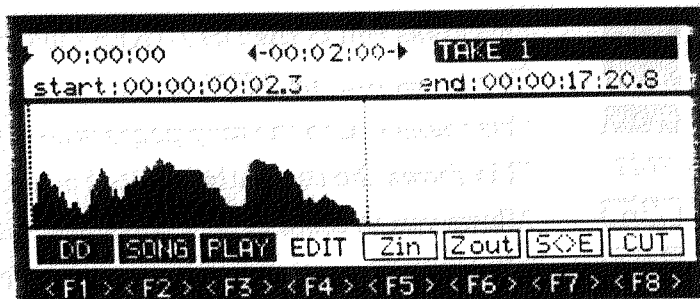 00:00:00 ◀-00:02:00-▶ TAKE 1
start:00:00:00:02.3 end:00:00:17:20.8
DD SONG PLAY EDIT Zin Zout S<>E CUT
<F1> <F2> <F3> <F4> <F5> <F6> <F7> <F8>